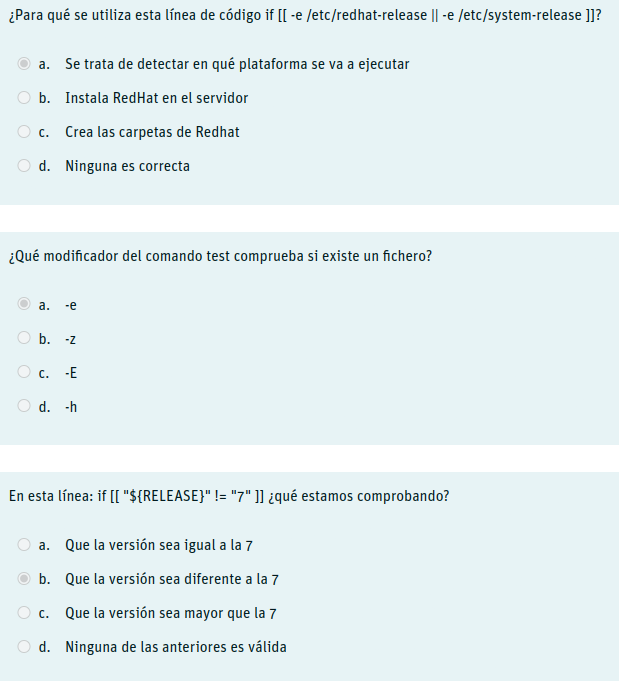 ¿Para qué se utiliza esta línea de código if [[ -e /etc/redhat-release || -e /etc/system-release ]]?
a. Se trata de detectar en qué plataforma se va a ejecutar
b. Instala RedHat en el servidor
c. Crea las carpetas de Redhat
d. Ninguna es correcta
¿Qué modificador del comando test comprueba si existe un fichero?
a. -e
b. -z
c. -E
d. -h
En esta línea: if [[ "${RELEASE}" != "7" ]] ¿qué estamos comprobando?
a. Que la versión sea igual a la 7
b. Que la versión sea diferente a la 7
c. Que la versión sea mayor que la 7
d. Ninguna de las anteriores es válida